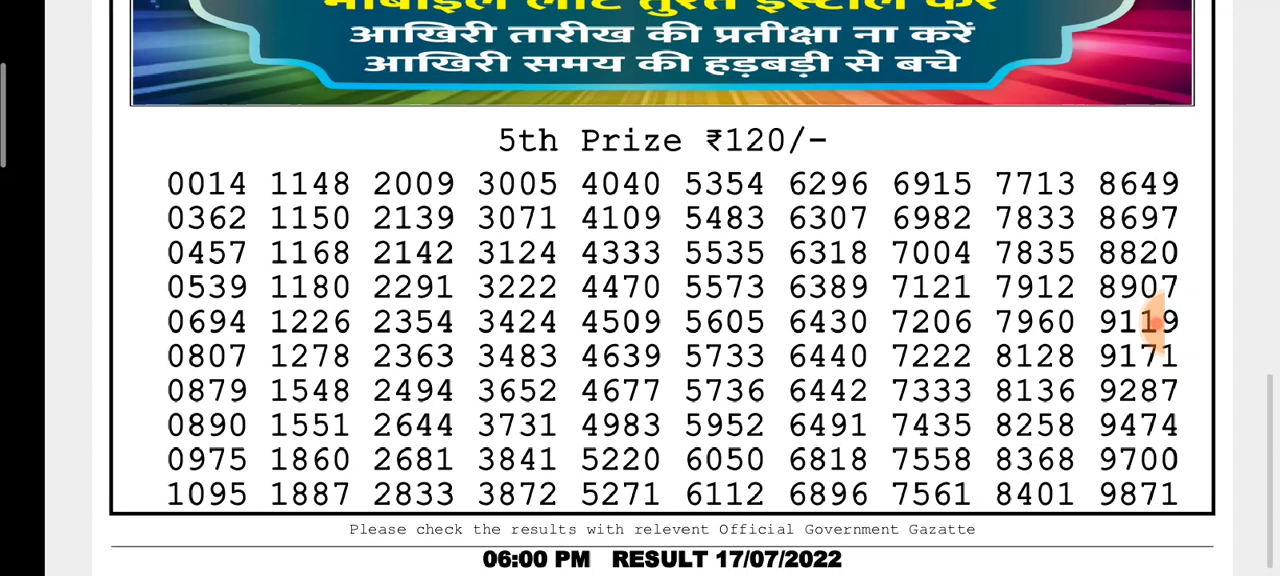 मोबाइल लॉट तुरंत इंस्टॉल करे
आखिरी तारीख की प्रतीक्षा ना करें
आखिरी समय की हड़बड़ी से बचे
5th Prize ₹120/-
0014 1148 2009 3005 4040 5354 6296 6915 7713 8649
0362 1150 2139 3071 4109 5483 6307 6982 7833 8697
0457 1168 2142 3124 4333 5535 6318 7004 7835 8820
0539 1180 2291 3222 4470 5573 6389 7121 7912 8907
0694 1226 2354 3424 4509 5605 6430 7206 7960 9119
0807 1278 2363 3483 4639 5733 6440 7222 8128 9171
0879 1548 2494 3652 4677 5736 6442 7333 8136 9287
0890 1551 2644 3731 4983 5952 6491 7435 8258 9474
0975 1860 2681 3841 5220 6050 6818 7558 8368 9700
1095 1887 2833 3872 5271 6112 6896 7561 8401 9871
Please check the results with relevent Official Government Gazatte
06:00 PM RESULT 17/07/2022